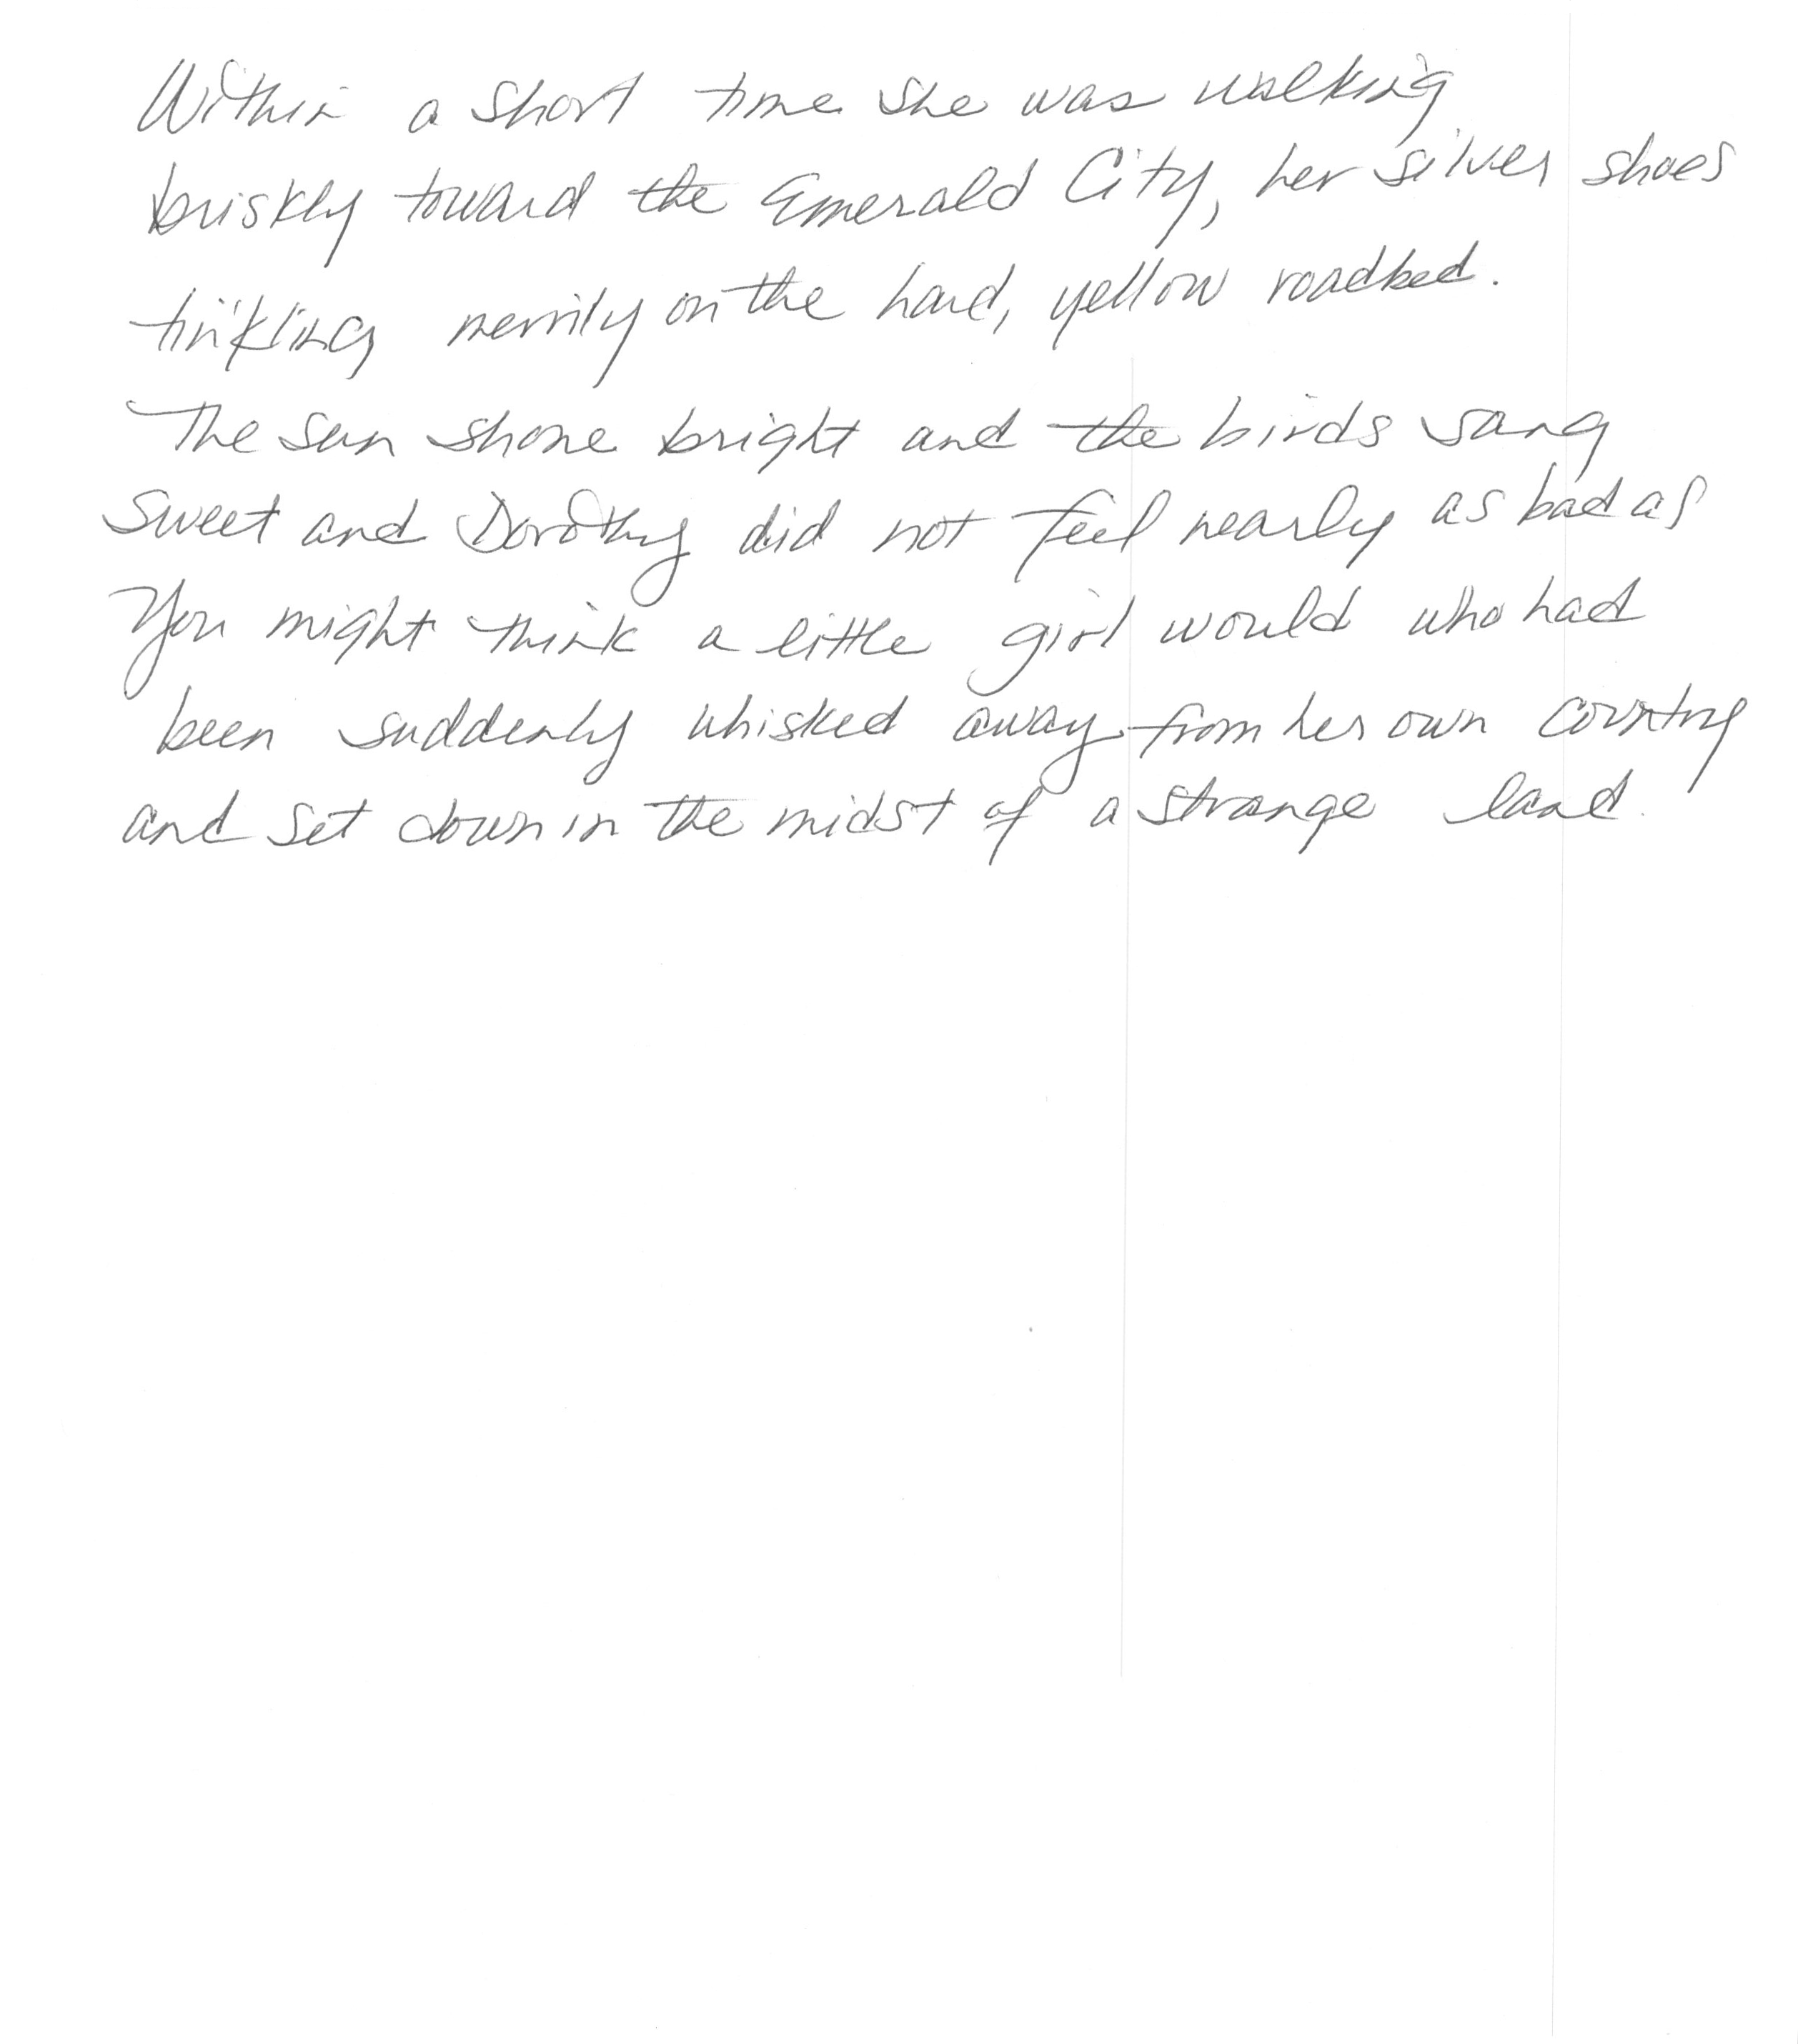 Within a short time she was walking
briskly toward the Emerald City, her silver shoes
tinkling merrily on the hard, yellow roadbed.
The sun shone bright and the birds sang
sweet and Dorothy did not feel nearly as bad as
you might think a little girl would who had
been suddenly whisked away from her own country
and set down in the midst of a strange land.